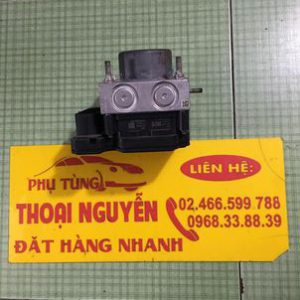 LIÊN HỆ:
PHỤ TÙNG
THOẠI NGUYỄN
02.466.599 788
0968.33.88.39
ĐẶT HÀNG NHANH